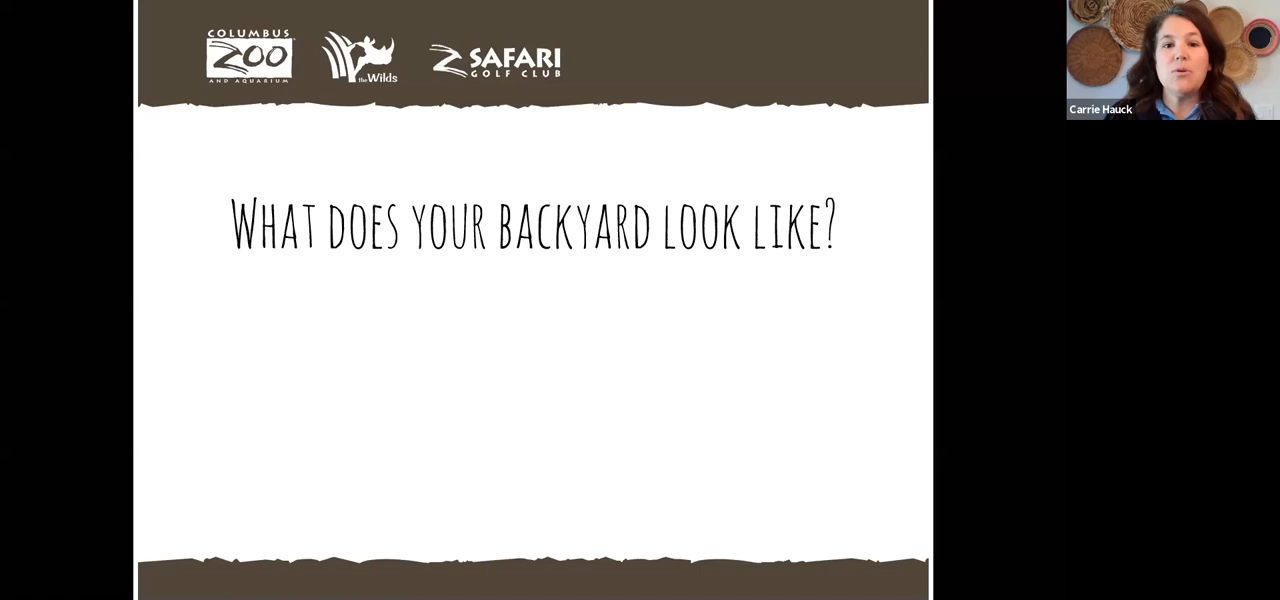 COLUMBUS
ZOO
AND AQUARIUM
the Wilds
Z SAFARI
GOLF CLUB
Carrie Hauck
WHAT DOES YOUR BACKYARD LOOK LIKE?